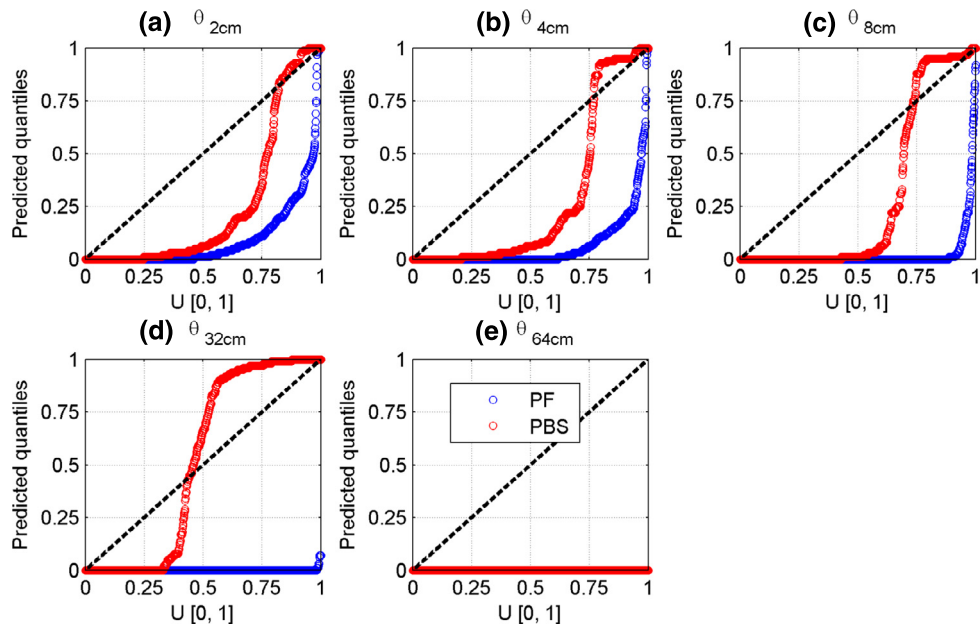 (a) θ 2cm
(b) θ 4cm
(c) θ 8cm
Predicted quantiles
1
0.75
0.5
0.25
0
0 0.25 0.5 0.75 1
U [0, 1]
Predicted quantiles
1
0.75
0.5
0.25
0
0 0.25 0.5 0.75 1
U [0, 1]
Predicted quantiles
1
0.75
0.5
0.25
0
0 0.25 0.5 0.75 1
U [0, 1]
(d) θ 32cm
(e) θ 64cm
Predicted quantiles
1
0.75
0.5
0.25
0
0 0.25 0.5 0.75 1
U [0, 1]
Predicted quantiles
1
0.75
0.5
0.25
0
PF
PBS
0 0.25 0.5 0.75 1
U [0, 1]